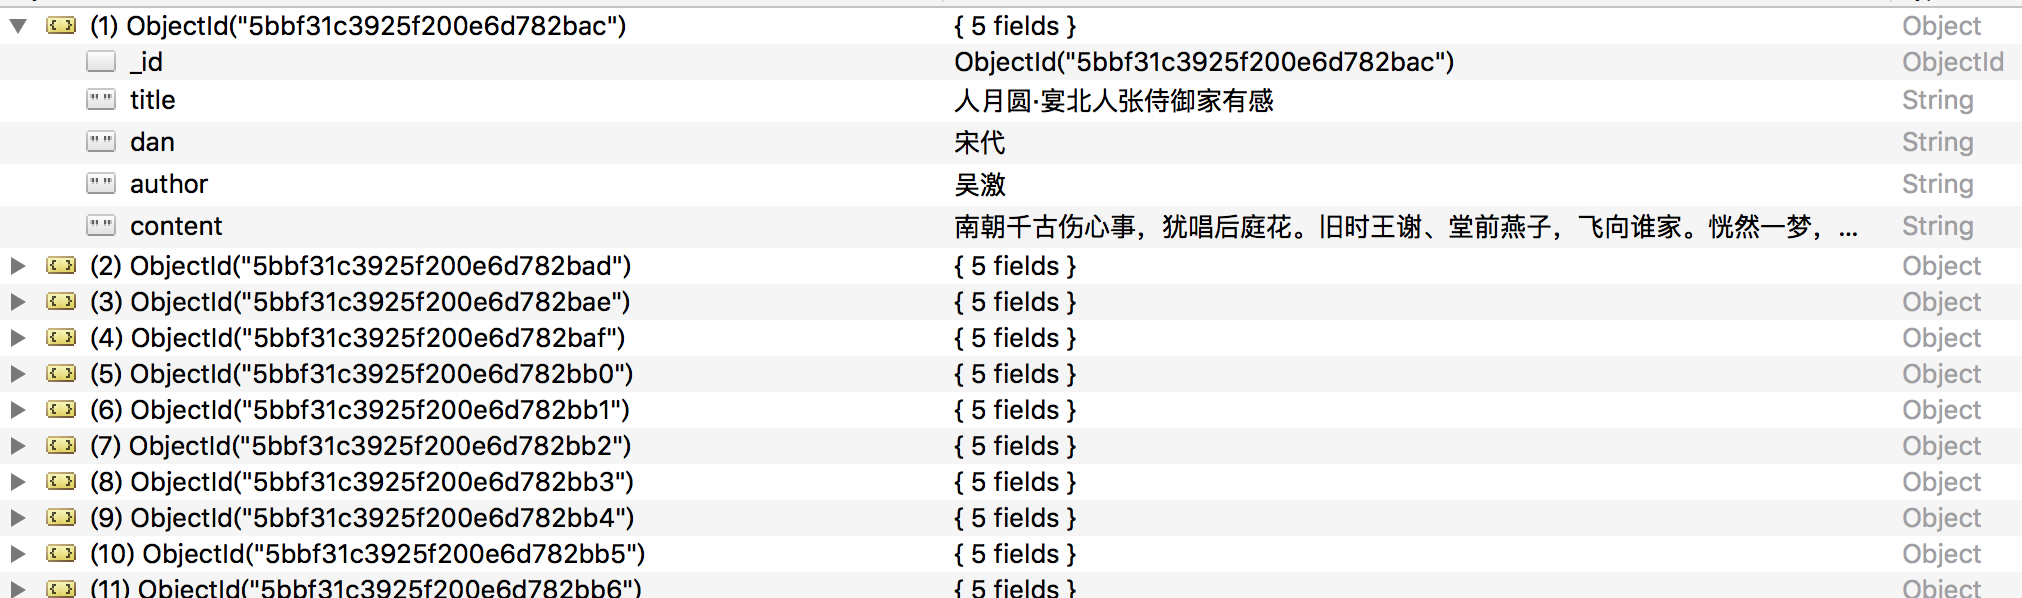 (1) ObjectId("5bbf31c3925f200e6d782bac") { 5 fields } Object
_id ObjectId("5bbf31c3925f200e6d782bac") ObjectId
title 人月圆·宴北人张侍御家有感 String
dan 宋代 String
author 吴激 String
content 南朝千古伤心事，犹唱后庭花。旧时王谢、堂前燕子，飞向谁家。恍然一梦，... String
(2) ObjectId("5bbf31c3925f200e6d782bad") { 5 fields } Object
(3) ObjectId("5bbf31c3925f200e6d782bae") { 5 fields } Object
(4) ObjectId("5bbf31c3925f200e6d782baf") { 5 fields } Object
(5) ObjectId("5bbf31c3925f200e6d782bb0") { 5 fields } Object
(6) ObjectId("5bbf31c3925f200e6d782bb1") { 5 fields } Object
(7) ObjectId("5bbf31c3925f200e6d782bb2") { 5 fields } Object
(8) ObjectId("5bbf31c3925f200e6d782bb3") { 5 fields } Object
(9) ObjectId("5bbf31c3925f200e6d782bb4") { 5 fields } Object
(10) ObjectId("5bbf31c3925f200e6d782bb5") { 5 fields } Object
(11) ObjectId("5bbf31c3925f200e6d782bb6") { 5 fields } Object